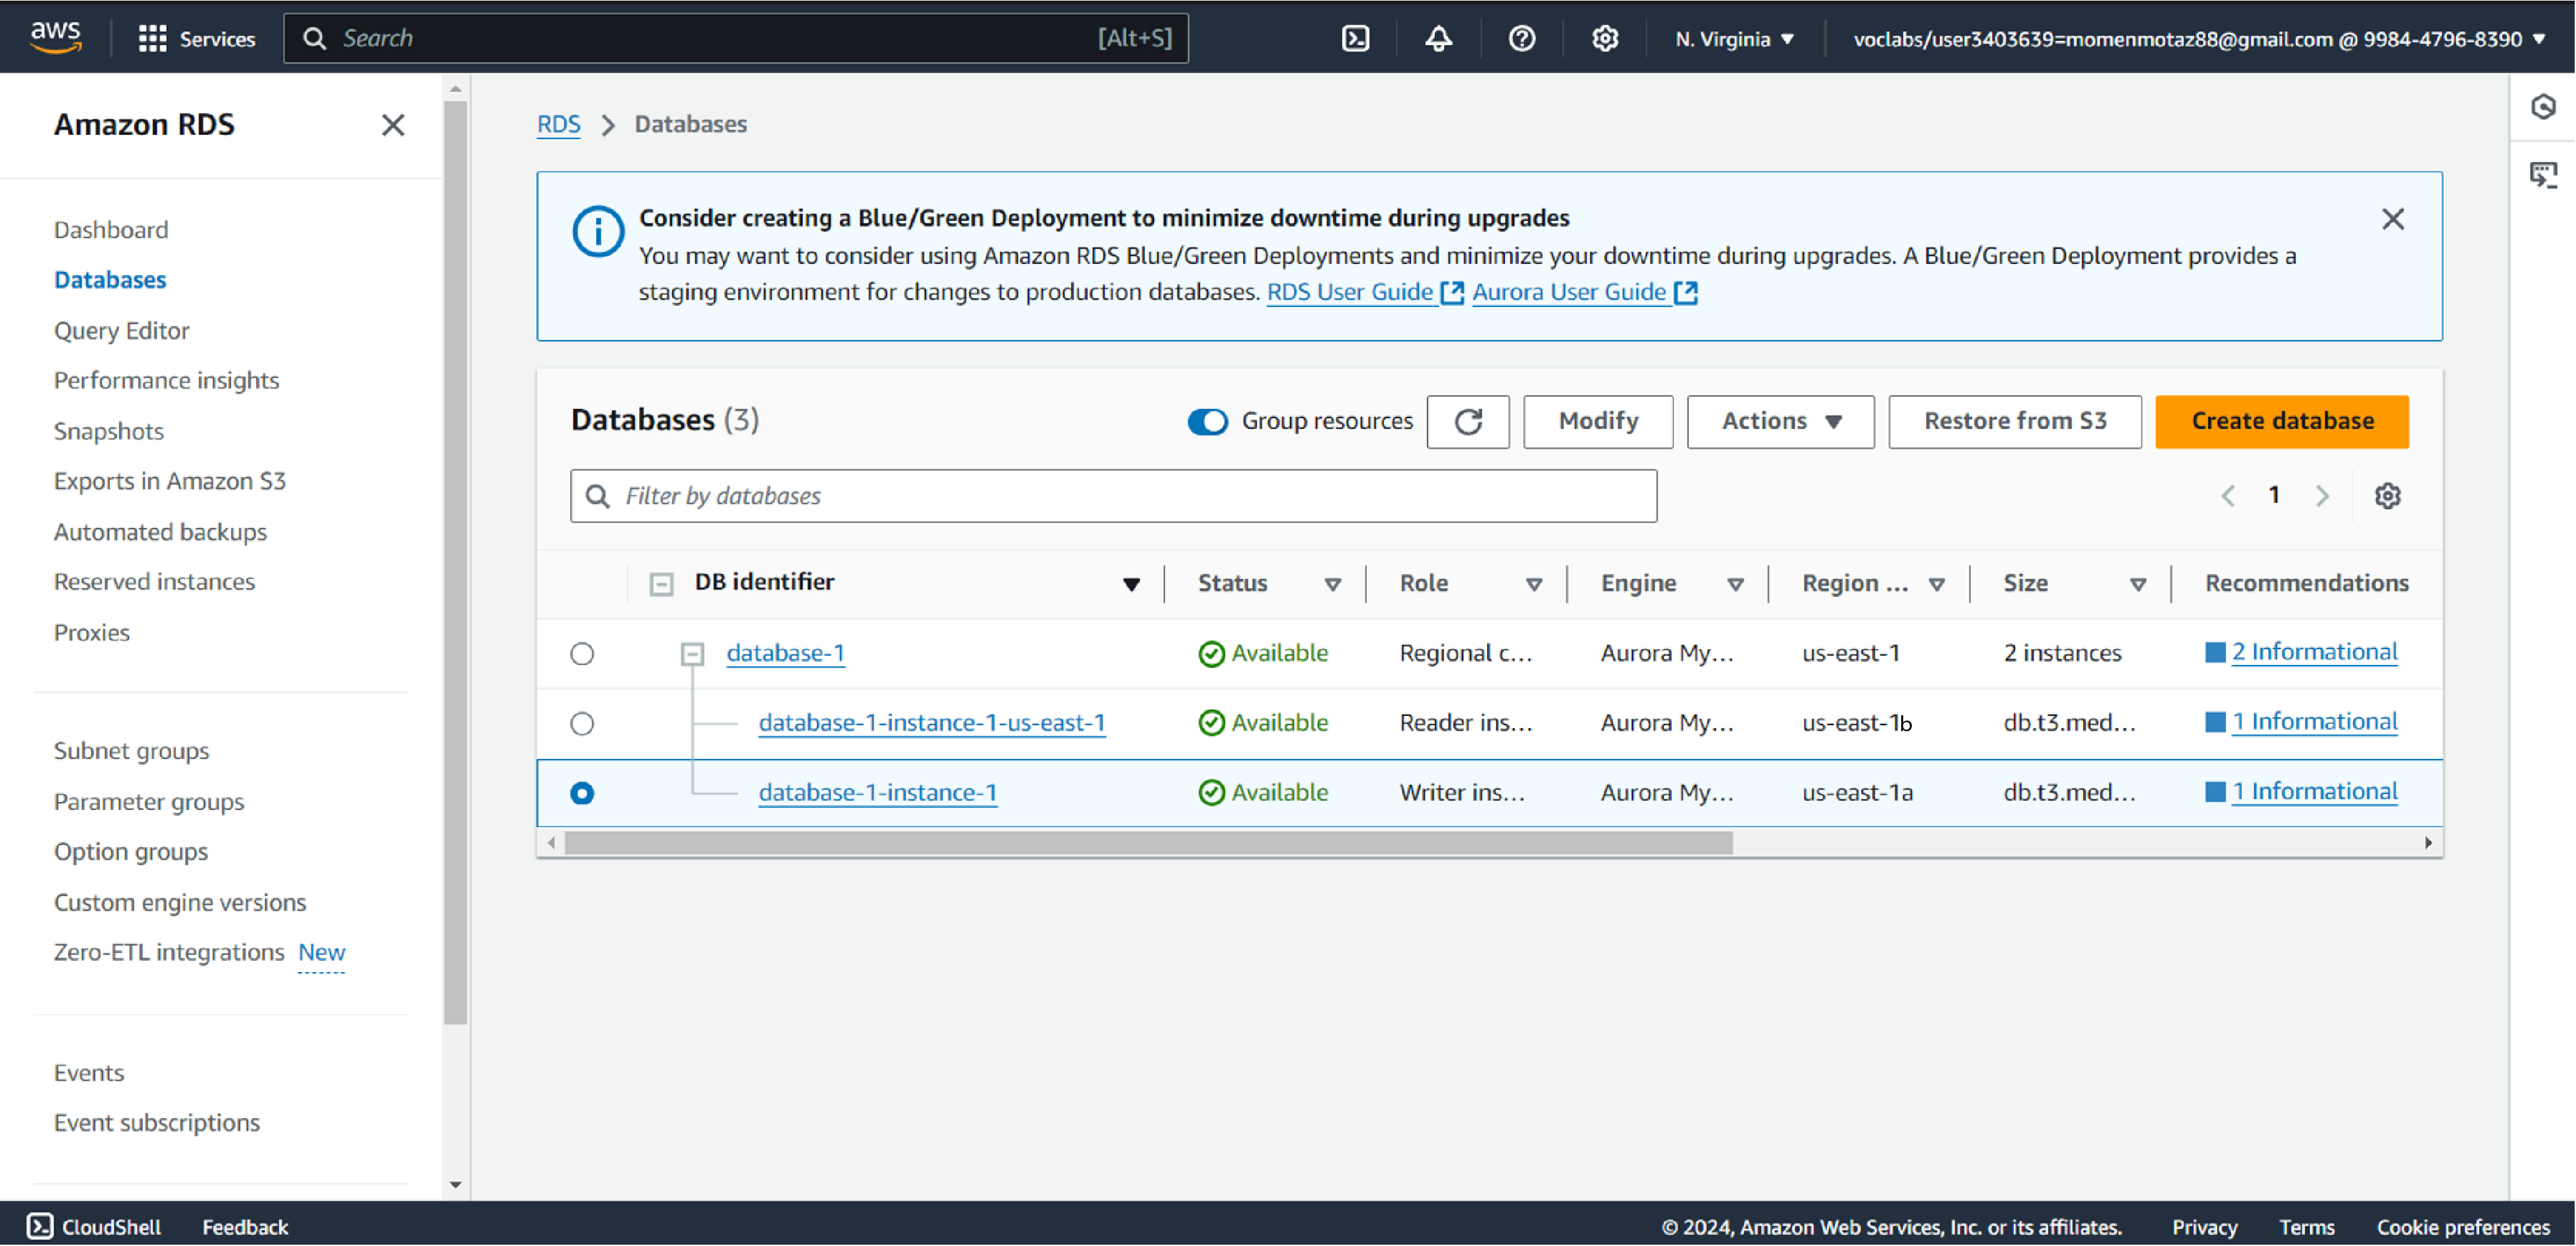 aws
Services
Search
[Alt+S]
N. Virginia
voclabs/user3403639=momenmotaz88@gmail.com @ 9984-4796-8390
Amazon RDS
Dashboard
Databases
Query Editor
Performance insights
Snapshots
Exports in Amazon S3
Automated backups
Reserved instances
Proxies
Subnet groups
Parameter groups
Option groups
Custom engine versions
Zero-ETL integrations New
Events
Event subscriptions
RDS > Databases
Consider creating a Blue/Green Deployment to minimize downtime during upgrades
You may want to consider using Amazon RDS Blue/Green Deployments and minimize your downtime during upgrades. A Blue/Green Deployment provides a
staging environment for changes to production databases. RDS User Guide Aurora User Guide
Databases (3)
Group resources
Modify
Actions
Restore from S3
Create database
Filter by databases
1
DB identifier Status Role Engine Region ... Size Recommendations
database-1 Available Regional c... Aurora My... us-east-1 2 instances 2 Informational
database-1-instance-1-us-east-1 Available Reader ins... Aurora My... us-east-1b db.t3.med... 1 Informational
database-1-instance-1 Available Writer ins... Aurora My... us-east-1a db.t3.med... 1 Informational
CloudShell Feedback © 2024, Amazon Web Services, Inc. or its affiliates. Privacy Terms Cookie preferences